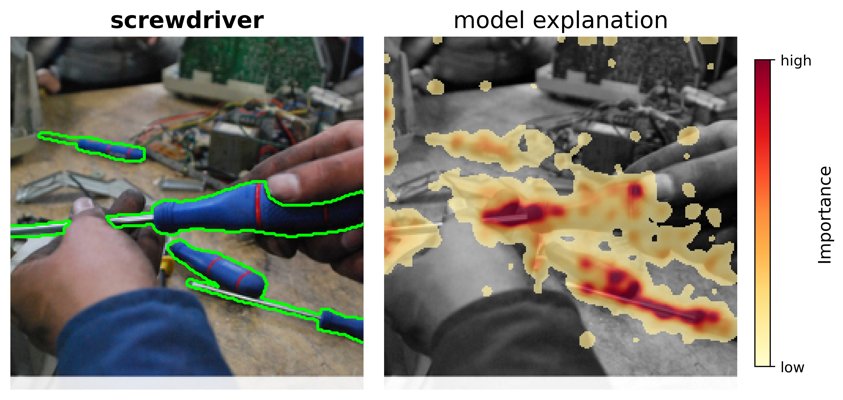 screwdriver
model explanation
high
Importance
low